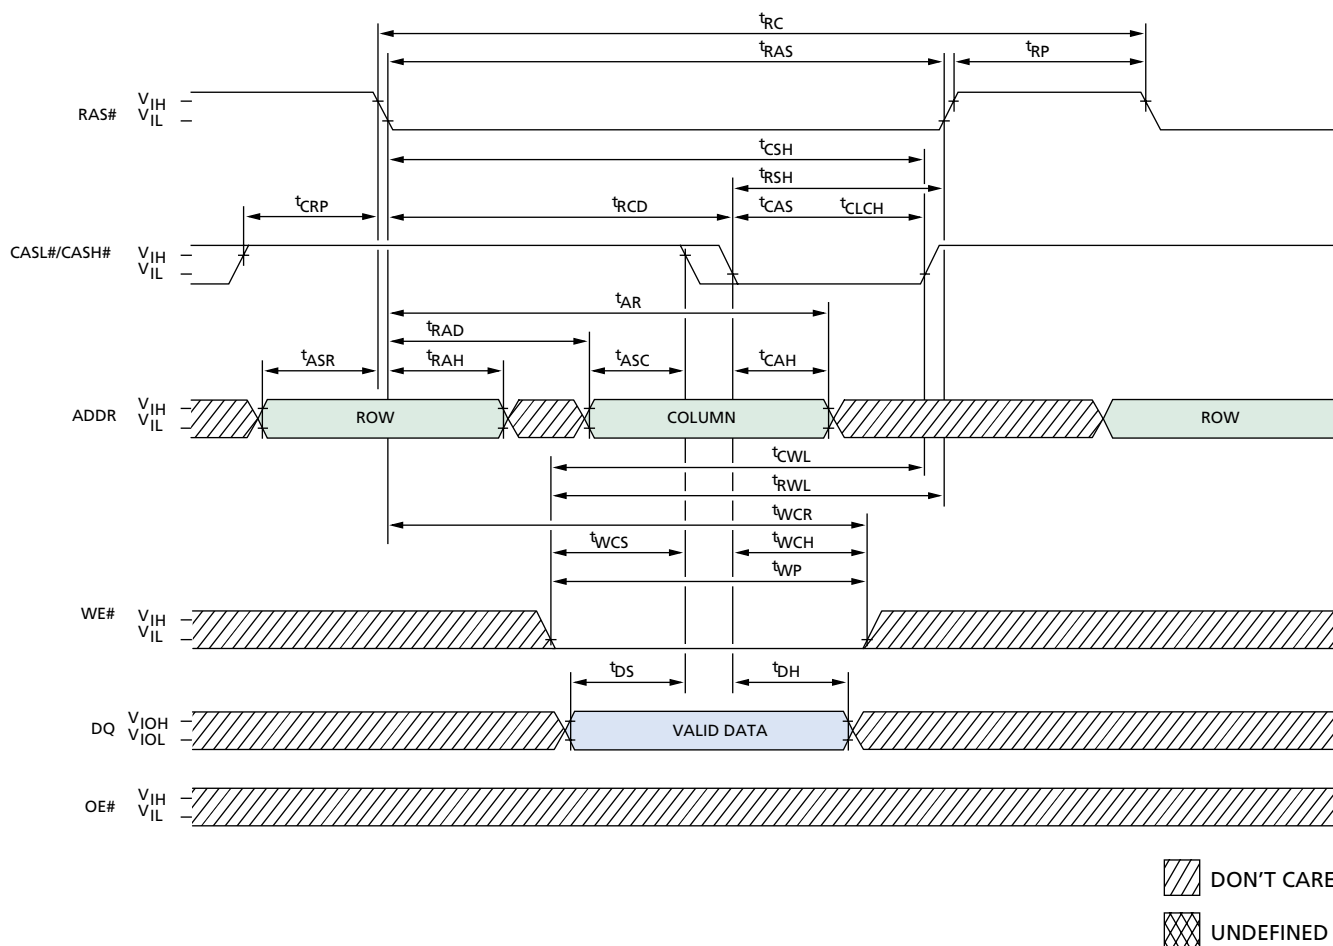 tRC
tRAS tRP
RAS# VIH
VIL
tCSH
tRSH
tCRP tRCD tCAS tCLCH
CASL#/CASH# VIH
VIL
tAR
tRAD
tASR tRAH tASC tCAH
ADDR VIH
VIL
ROW COLUMN ROW
tCWL
tRWL
tWCR
tWCS tWCH
tWP
WE# VIH
VIL
tDS tDH
DQ VIOH
VIOL
VALID DATA
OE# VIH
VIL
DON'T CARE
UNDEFINED